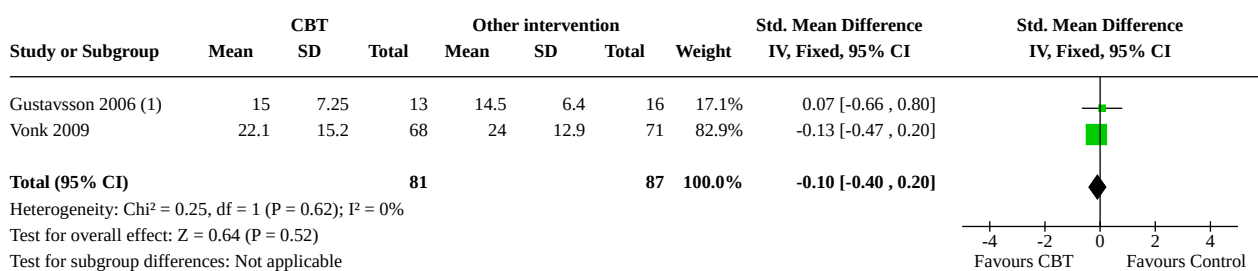 CBT Other intervention Std. Mean Difference Std. Mean Difference
Study or Subgroup Mean SD Total Mean SD Total Weight IV, Fixed, 95% CI IV, Fixed, 95% CI
Gustavsson 2006 (1) 15 7.25 13 14.5 6.4 16 17.1% 0.07 [-0.66 , 0.80]
Vonk 2009 22.1 15.2 68 24 12.9 71 82.9% -0.13 [-0.47 , 0.20]
Total (95% CI) 81 87 100.0% -0.10 [-0.40 , 0.20]
Heterogeneity: Chi² = 0.25, df = 1 (P = 0.62); I² = 0%
Test for overall effect: Z = 0.64 (P = 0.52)
-4 -2 0 2 4
Test for subgroup differences: Not applicable
Favours CBT Favours Control